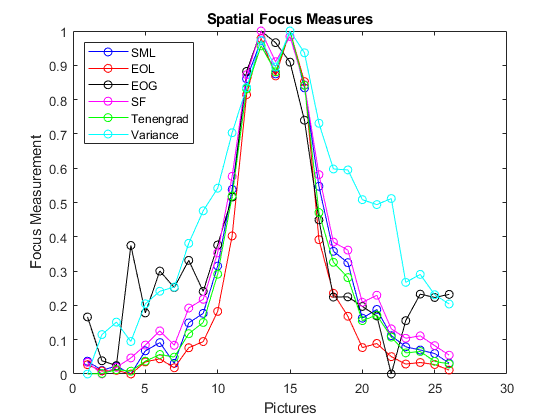 Spatial Focus Measures
1
0.9
0.8
0.7
0.6
0.5
0.4
0.3
0.2
0.1
0
Focus Measurement
SML
EOL
EOG
SF
Tenengrad
Variance
0 5 10 15 20 25 30
Pictures